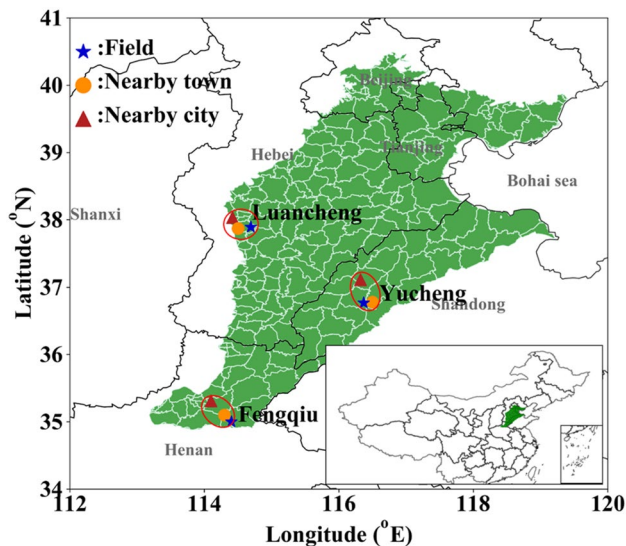 41
40
39
38
37
36
35
34
Latitude (°N)
:Field
:Nearby town
:Nearby city
Beijing
Tianjing
Hebei
Bohai sea
Shanxi
Luancheng
Yucheng
Shandong
Fengqiu
Henan
112
114
116
118
120
Longitude (°E)